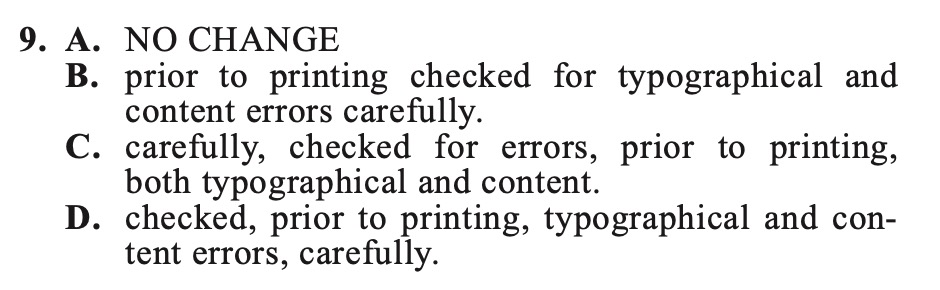 9. A. NO CHANGE
B. prior to printing checked for typographical and
content errors carefully.
C. carefully, checked for errors, prior to printing,
both typographical and content.
D. checked, prior to printing, typographical and con-
tent errors, carefully.